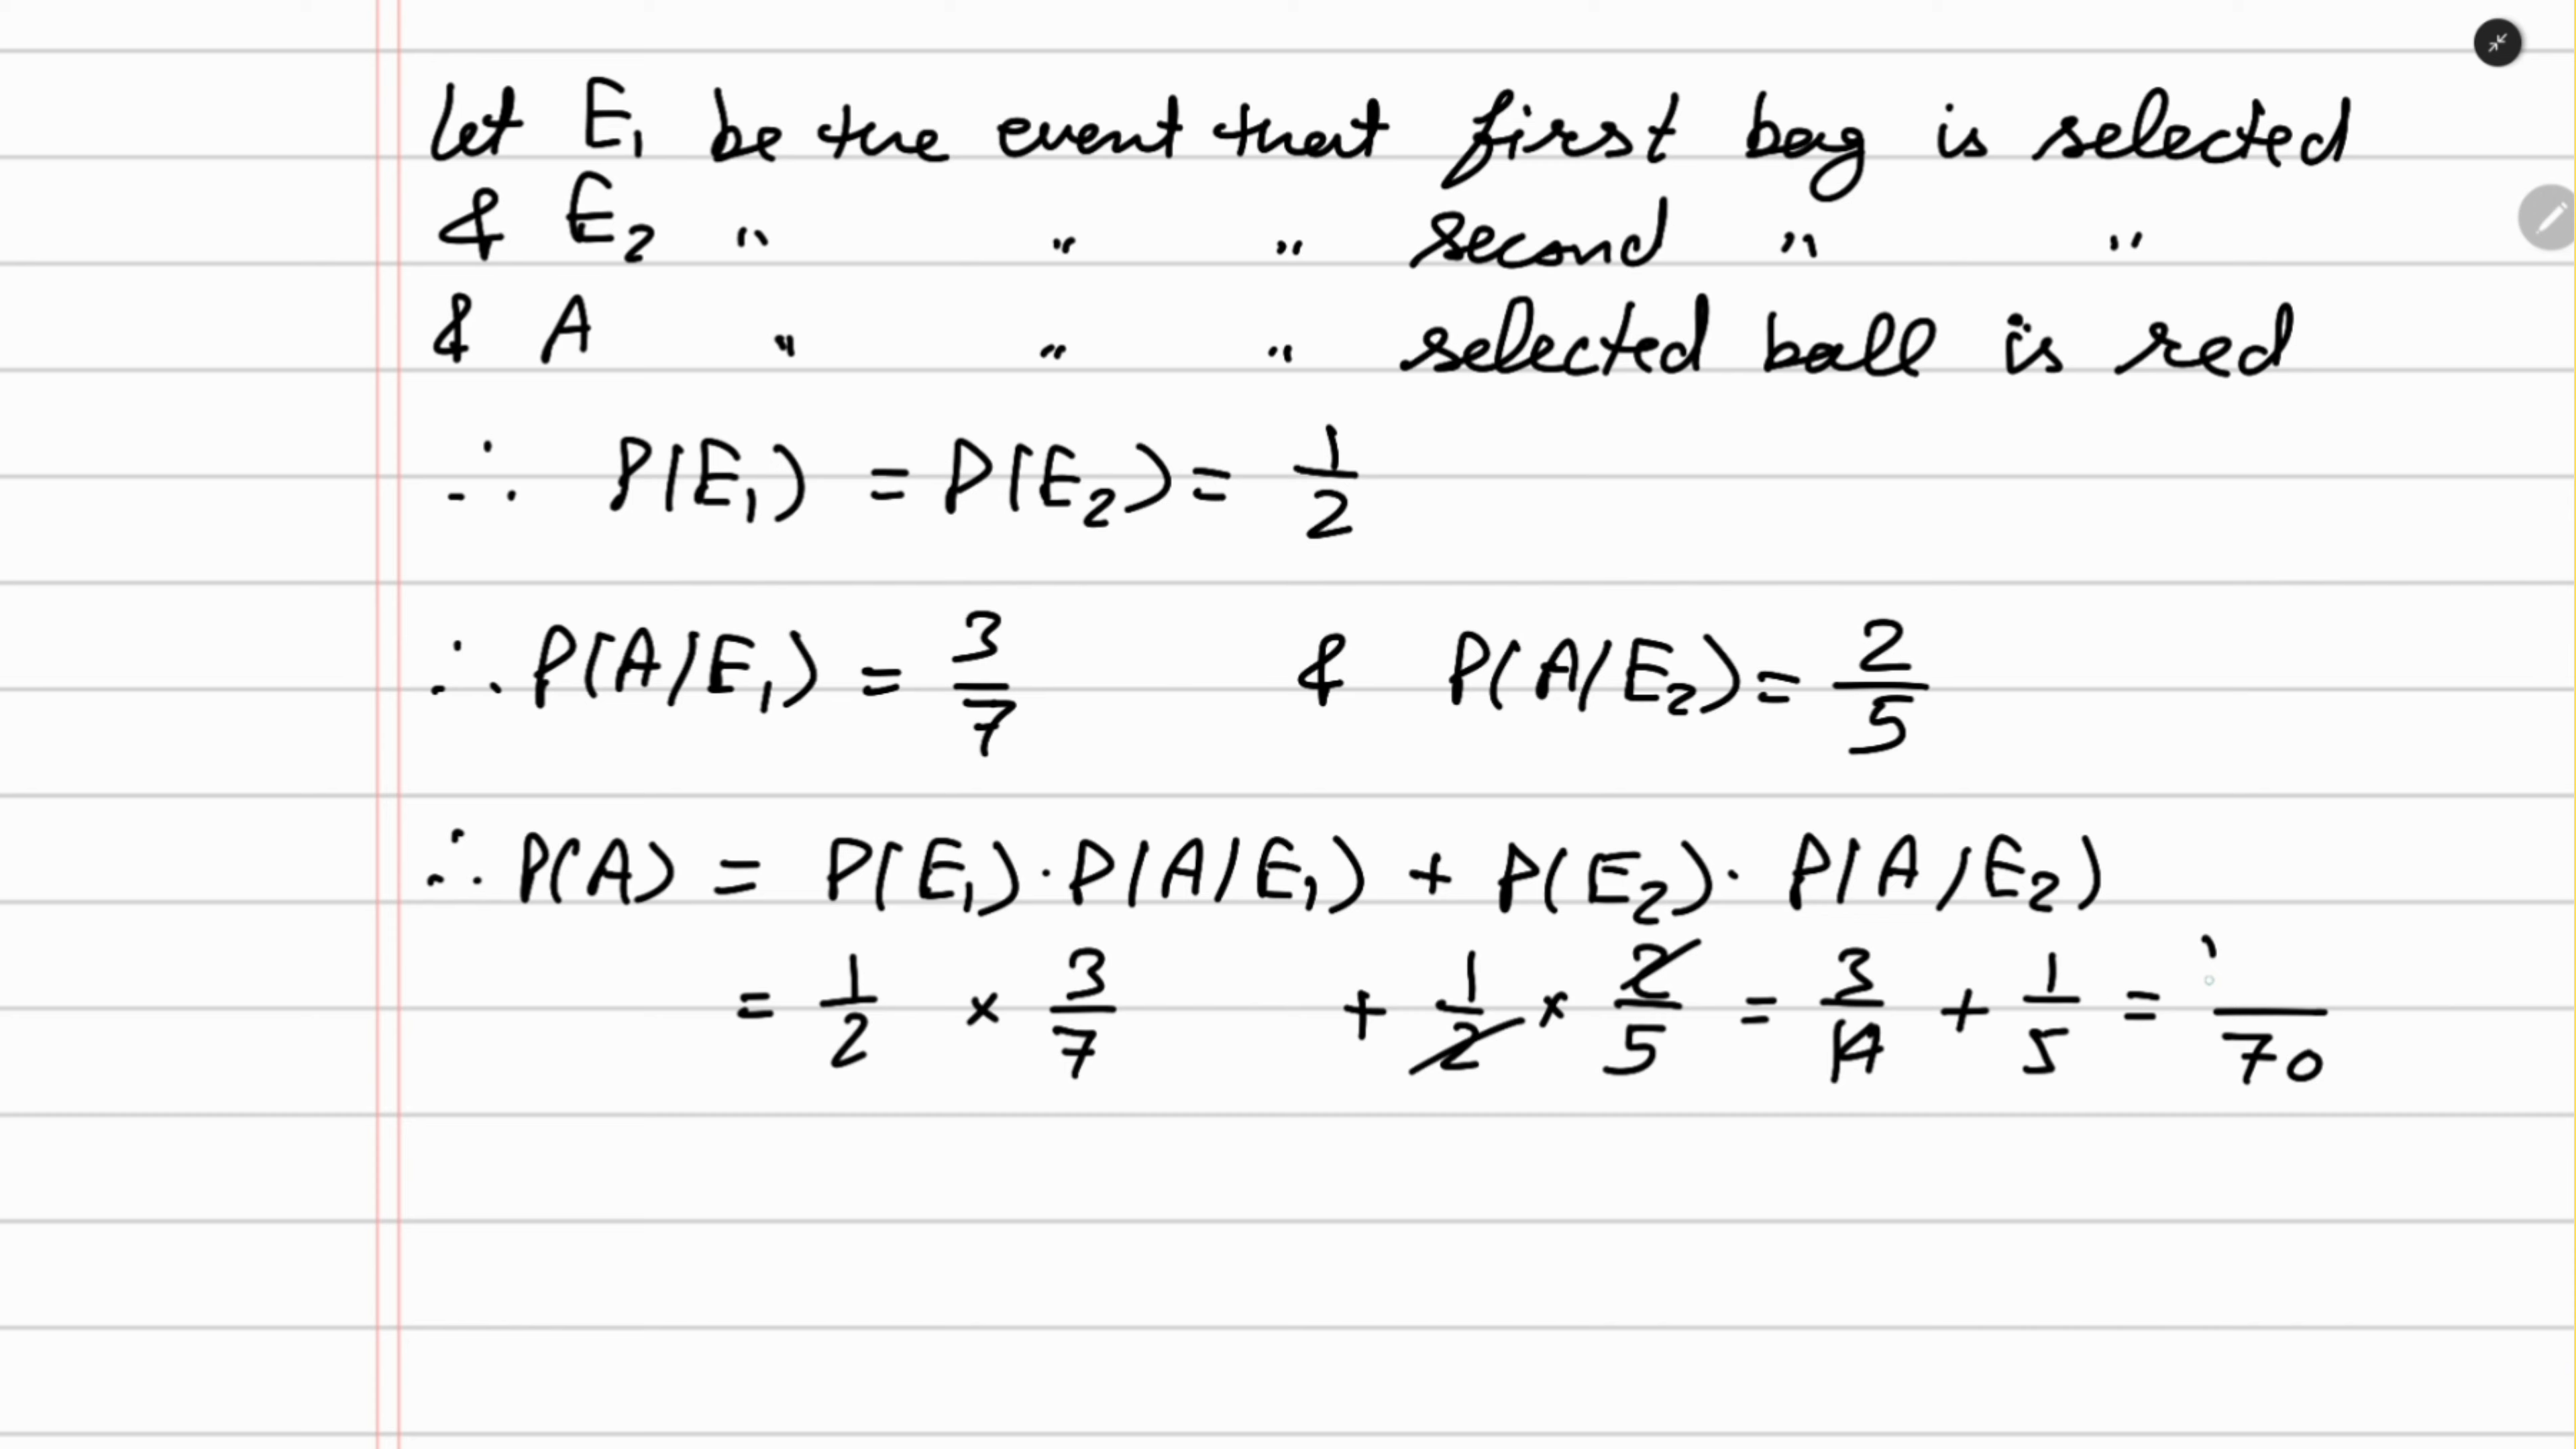 Let E₁ be the event that first bag is selected
& E₂ " " " second " "
& A " " " selected ball is red
∴ P(E₁) = P(E₂) = 1/2
∴ P(A/E₁) = 3/7 & P(A/E₂) = 2/5
∴ P(A) = P(E₁) · P(A/E₁) + P(E₂) · P(A/E₂)
= 1/2 × 3/7 + 1/2 × 2/5 = 3/14 + 1/5 = /70